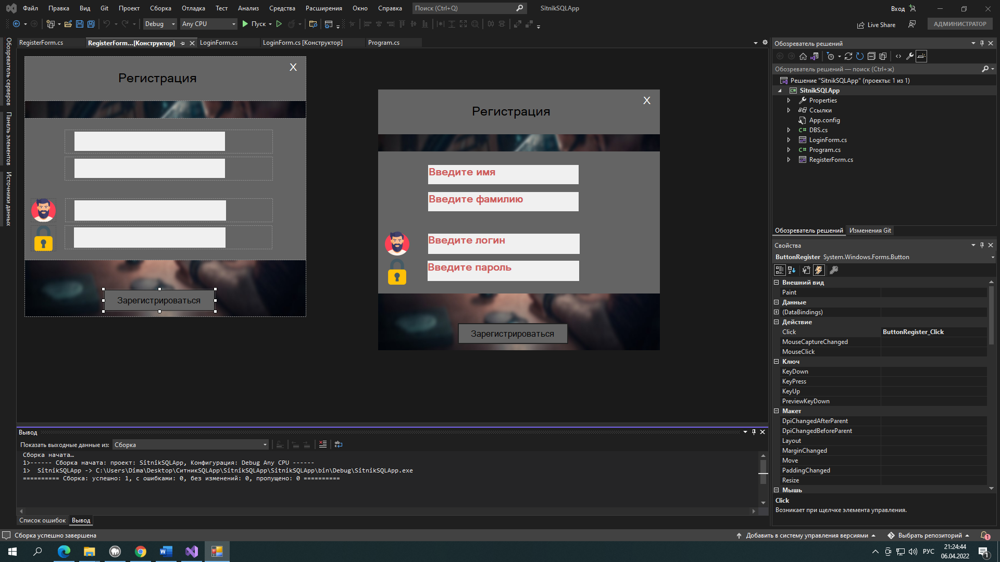 Файл Правка Вид Git Проект Сборка Отладка Тест Анализ Средства Расширения Окно Справка Поиск (Ctrl+Q) SitnikSQLApp Вход
Debug Any CPU Пуск Live Share АДМИНИСТРАТОР
RegisterForm.cs RegisterForm...[Конструктор] LoginForm.cs LoginForm.cs [Конструктор] Program.cs
Обозреватель серверов
Панель элементов
Источники данных
Регистрация
X
Зарегистрироваться
X
Регистрация
Введите имя
Введите фамилию
Введите логин
Введите пароль
Зарегистрироваться
Обозреватель решений
Обозреватель решений — поиск (Ctrl+ж)
Решение "SitnikSQLApp" (проекты: 1 из 1)
SitnikSQLApp
Properties
Ссылки
App.config
C# DBS.cs
LoginForm.cs
C# Program.cs
RegisterForm.cs
Обозреватель решений Изменения Git
Свойства
ButtonRegister System.Windows.Forms.Button
Внешний вид
Paint
Данные
(DataBindings)
Действие
Click ButtonRegister_Click
MouseCaptureChanged
MouseClick
Ключ
KeyDown
KeyPress
KeyUp
PreviewKeyDown
Макет
DpiChangedAfterParent
DpiChangedBeforeParent
Layout
MarginChanged
Move
PaddingChanged
Resize
Мышь
Click
Возникает при щелчке элемента управления.
Вывод
Показать выходные данные из: Сборка
Сборка начата…
1>------ Сборка начата: проект: SitnikSQLApp, Конфигурация: Debug Any CPU ------
1>  SitnikSQLApp -> C:\Users\Dima\Desktop\СитникSQLApp\SitnikSQLApp\SitnikSQLApp\bin\Debug\SitnikSQLApp.exe
========== Сборка: успешно: 1, с ошибками: 0, без изменений: 0, пропущено: 0 ==========
Список ошибок Вывод
Сборка успешно завершена Добавить в систему управления версиями Выбрать репозиторий 1
РУС 21:24:44
06.04.2022 1